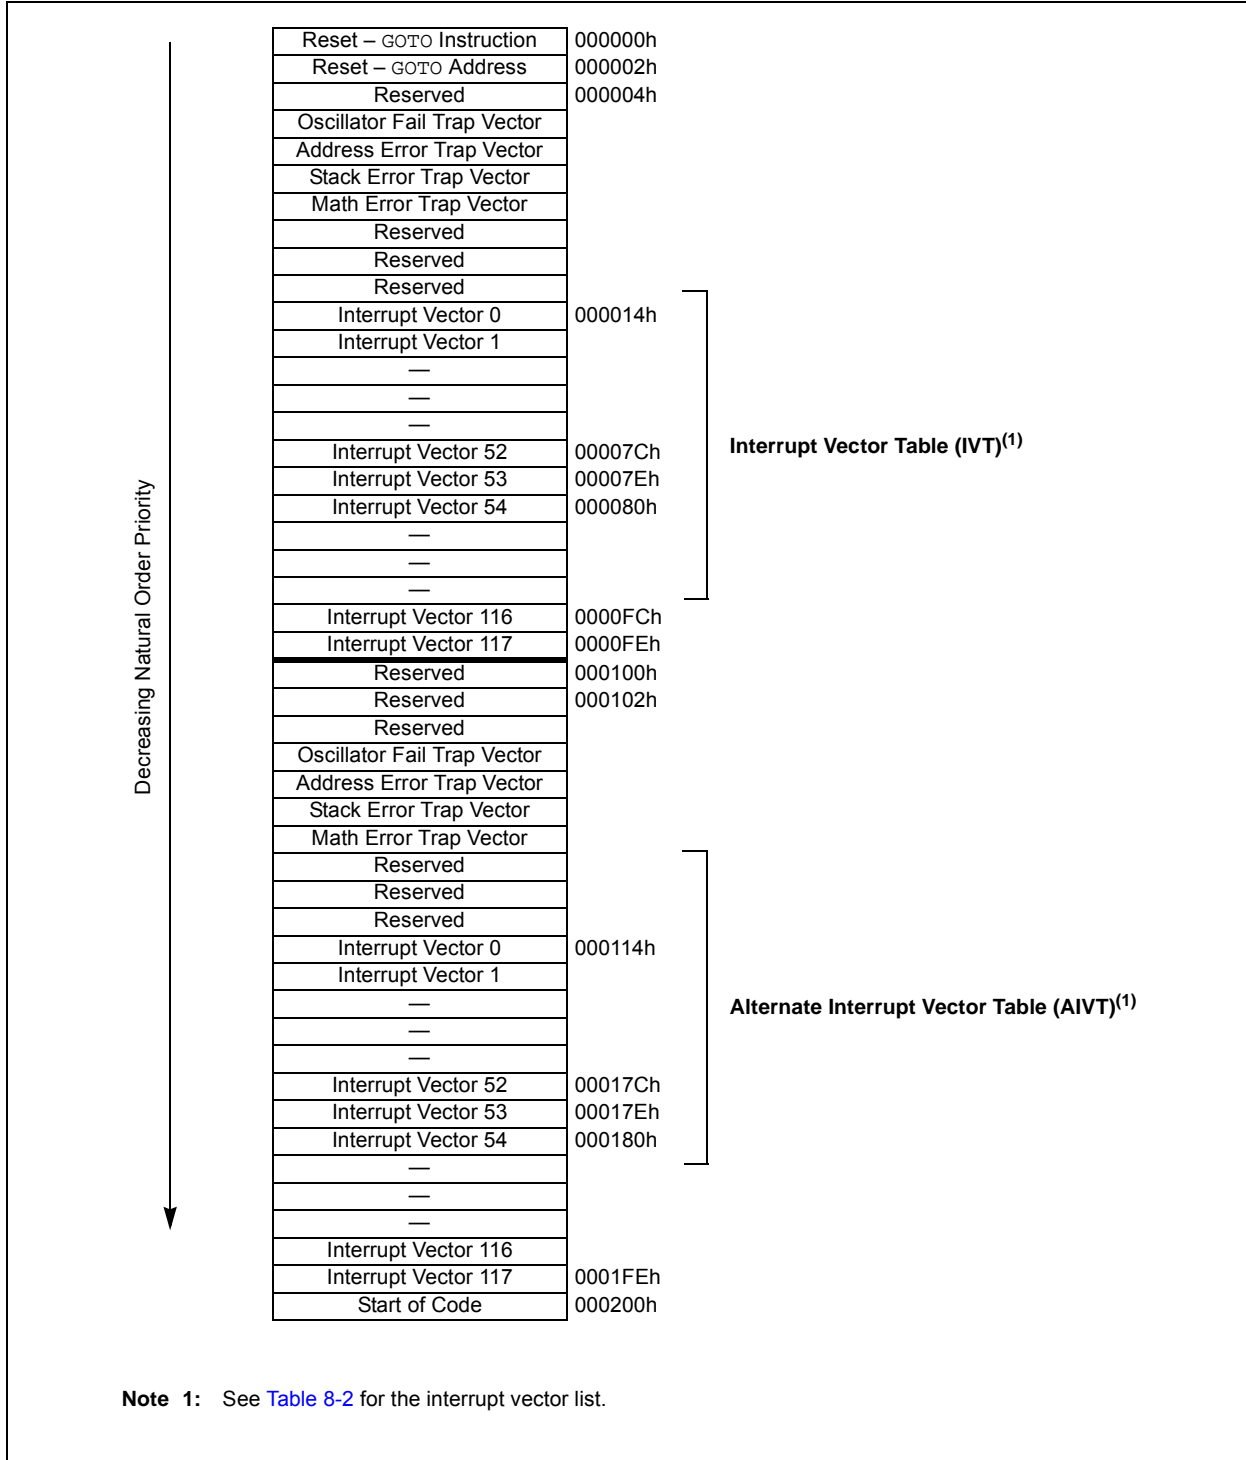 Reset – GOTO Instruction 000000h
Reset – GOTO Address 000002h
Reserved 000004h
Oscillator Fail Trap Vector
Address Error Trap Vector
Stack Error Trap Vector
Math Error Trap Vector
Reserved
Reserved
Reserved
Interrupt Vector 0 000014h
Interrupt Vector 1
—
—
—
Interrupt Vector 52 00007Ch
Interrupt Vector 53 00007Eh
Interrupt Vector 54 000080h
—
—
—
Interrupt Vector 116 0000FCh
Interrupt Vector 117 0000FEh
Reserved 000100h
Reserved 000102h
Reserved
Oscillator Fail Trap Vector
Address Error Trap Vector
Stack Error Trap Vector
Math Error Trap Vector
Reserved
Reserved
Reserved
Interrupt Vector 0 000114h
Interrupt Vector 1
—
—
—
Interrupt Vector 52 00017Ch
Interrupt Vector 53 00017Eh
Interrupt Vector 54 000180h
—
—
—
Interrupt Vector 116
Interrupt Vector 117 0001FEh
Start of Code 000200h
Decreasing Natural Order Priority
Interrupt Vector Table (IVT)(1)
Alternate Interrupt Vector Table (AIVT)(1)
Note 1: See Table 8-2 for the interrupt vector list.